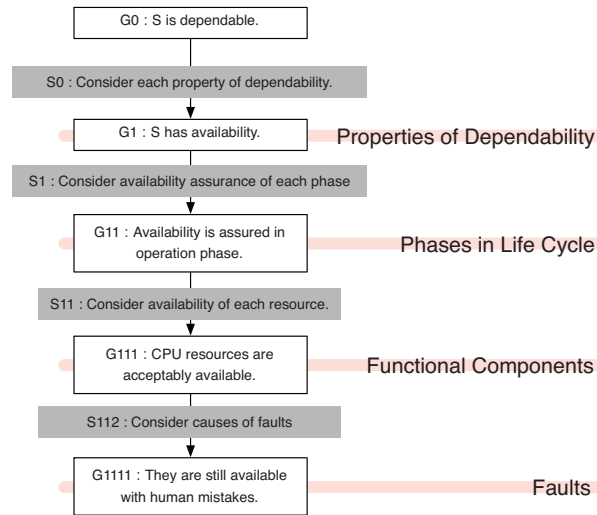 G0 : S is dependable.
S0 : Consider each property of dependability.
G1 : S has availability.
Properties of Dependability
S1 : Consider availability assurance of each phase
G11 : Availability is assured in
operation phase.
Phases in Life Cycle
S11 : Consider availability of each resource.
G111 : CPU resources are
acceptably available.
Functional Components
S112 : Consider causes of faults
G1111 : They are still available
with human mistakes.
Faults